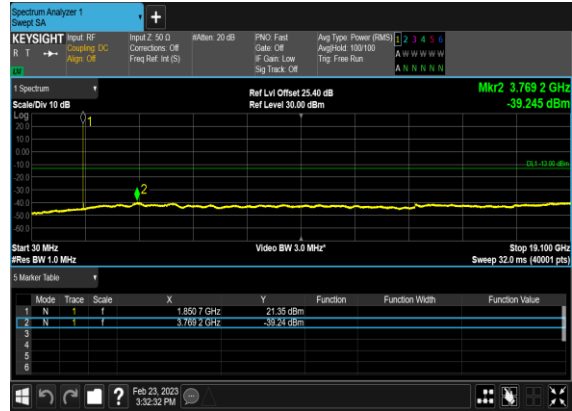 Spectrum Analyzer 1
Swept SA
+
KEYSIGHT Input: RF Input Z: 50 Ω #Atten: 20 dB PNO: Fast Avg Type: Power (RMS) 1 2 3 4 5 6
R T Coupling: DC Corrections: Off Gate: Off Avg|Hold: 100/100 A W W W W W
Align: Off Freq Ref: Int (S) IF Gain: Low Trig: Free Run
Sig Track: Off A N N N N N
1 Spectrum Ref Lvl Offset 25.40 dB Mkr2 3.769 2 GHz
Scale/Div 10 dB Ref Level 30.00 dBm -39.245 dBm
Log
1
20.0
10.0
0.00
-10.0
DL1 -13.00 dBm
-20.0
-30.0
2
-40.0
-50.0
-60.0
Start 30 MHz Video BW 3.0 MHz* Stop 19.100 GHz
#Res BW 1.0 MHz Sweep 32.0 ms (40001 pts)
5 Marker Table
Mode Trace Scale X Y Function Function Width Function Value
1 N 1 f 1.850 7 GHz 21.35 dBm
2 N 1 f 3.769 2 GHz -39.24 dBm
3
4
5
6
? Feb 23, 2023
3:32:32 PM